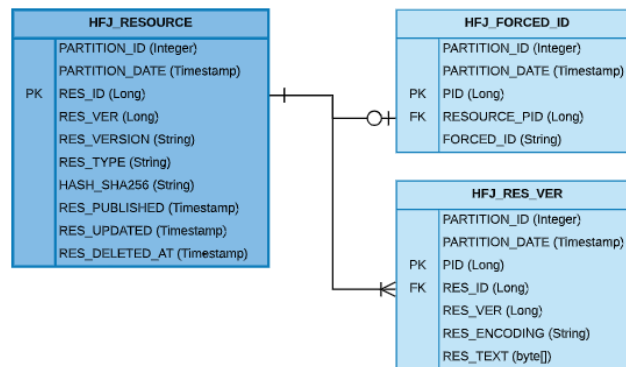 HFJ_RESOURCE
PARTITION_ID (Integer)
PARTITION_DATE (Timestamp)
PK RES_ID (Long)
RES_VER (Long)
RES_VERSION (String)
RES_TYPE (String)
HASH_SHA256 (String)
RES_PUBLISHED (Timestamp)
RES_UPDATED (Timestamp)
RES_DELETED_AT (Timestamp)
HFJ_FORCED_ID
PARTITION_ID (Integer)
PARTITION_DATE (Timestamp)
PK PID (Long)
FK RESOURCE_PID (Long)
FORCED_ID (String)
HFJ_RES_VER
PARTITION_ID (Integer)
PARTITION_DATE (Timestamp)
PK PID (Long)
FK RES_ID (Long)
RES_VER (Long)
RES_ENCODING (String)
RES_TEXT (byte[])